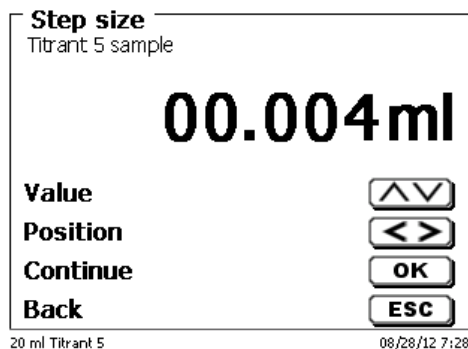 Step size
Titrant 5 sample
00.004ml
Value
Position
Continue OK
Back ESC
20 ml Titrant 5 08/28/12 7:28